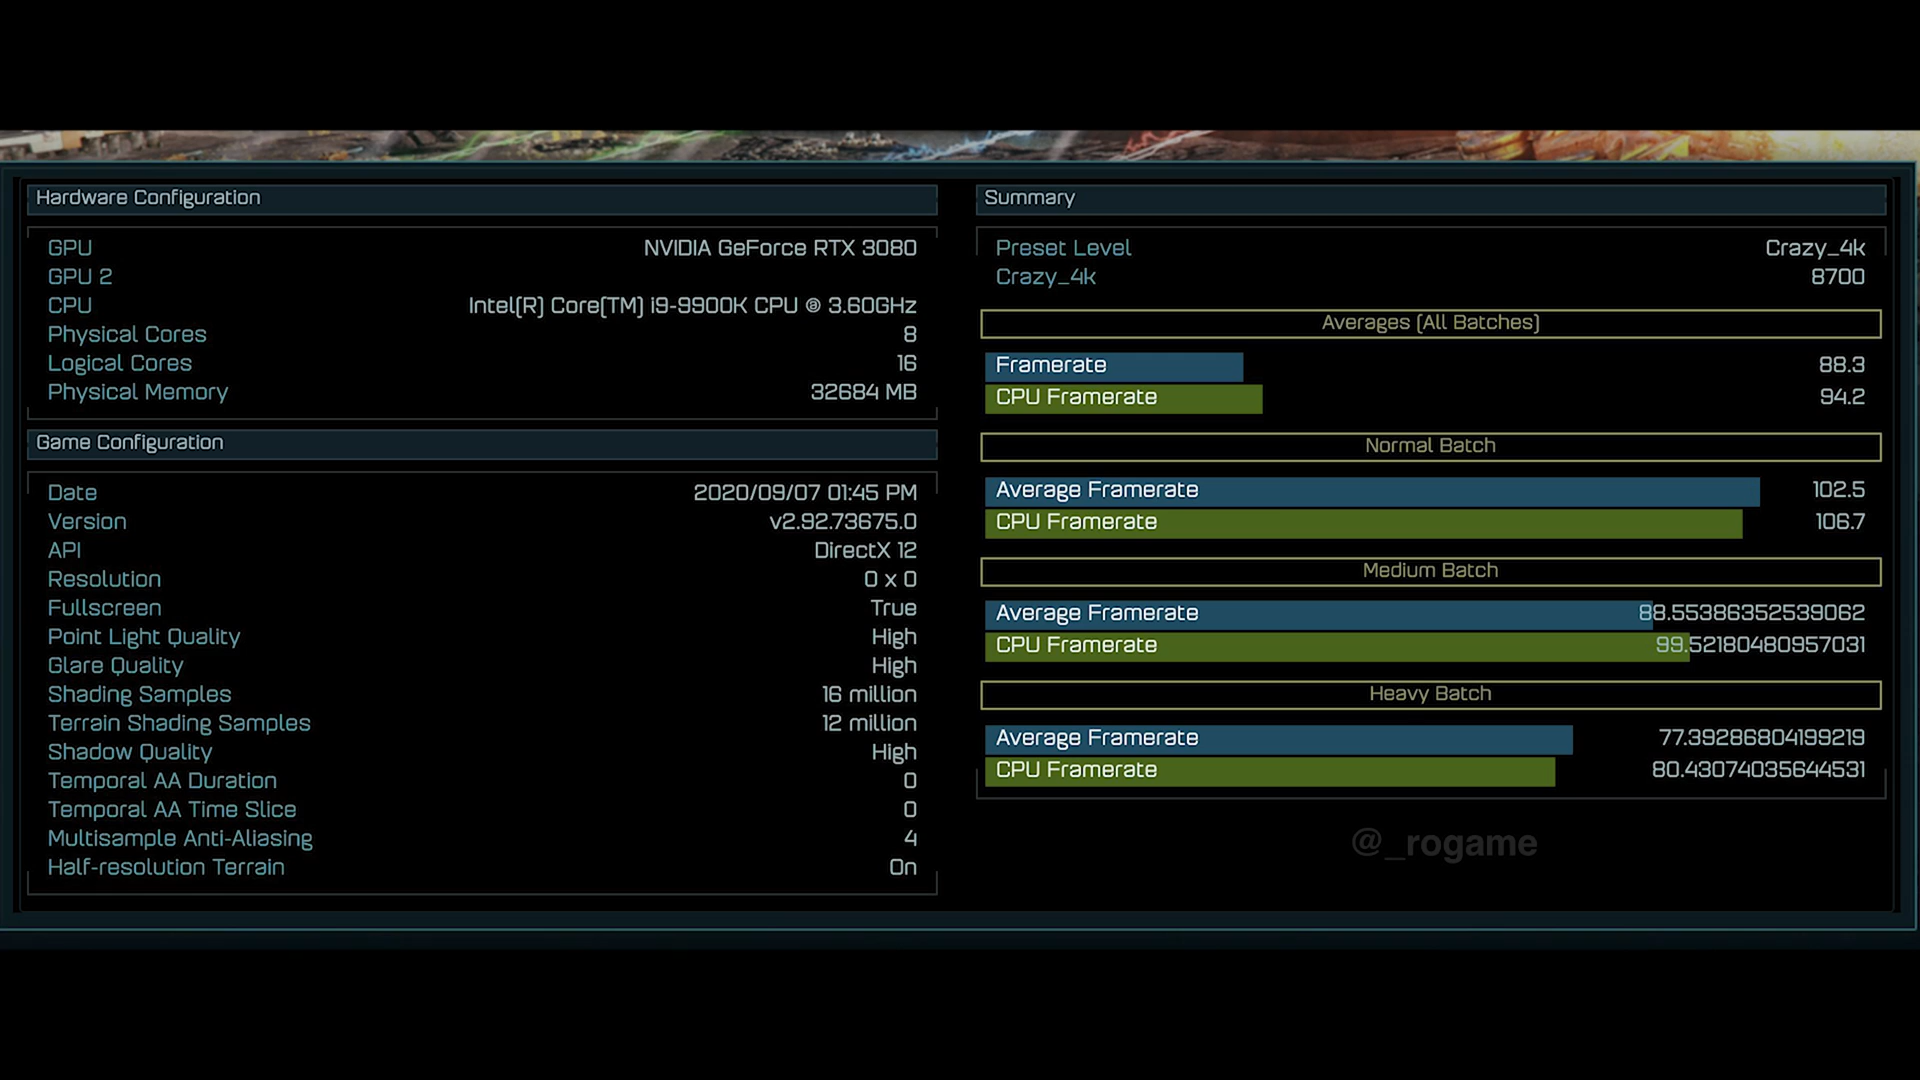 Hardware Configuration
GPU NVIDIA GeForce RTX 3080
GPU 2
CPU Intel(R) Core(TM) i9-9900K CPU @ 3.60GHz
Physical Cores 8
Logical Cores 16
Physical Memory 32684 MB
Game Configuration
Date 2020/09/07 01:45 PM
Version v2.92.73675.0
API DirectX 12
Resolution 0 x 0
Fullscreen True
Point Light Quality High
Glare Quality High
Shading Samples 16 million
Terrain Shading Samples 12 million
Shadow Quality High
Temporal AA Duration 0
Temporal AA Time Slice 0
Multisample Anti-Aliasing 4
Half-resolution Terrain On
Summary
Preset Level Crazy_4k
Crazy_4k 8700
Averages (All Batches)
Framerate 88.3
CPU Framerate 94.2
Normal Batch
Average Framerate 102.5
CPU Framerate 106.7
Medium Batch
Average Framerate 88.553863525390​62
CPU Framerate 99.52180480957031
Heavy Batch
Average Framerate 77.39286804199219
CPU Framerate 80.43074035644531
@_rogame